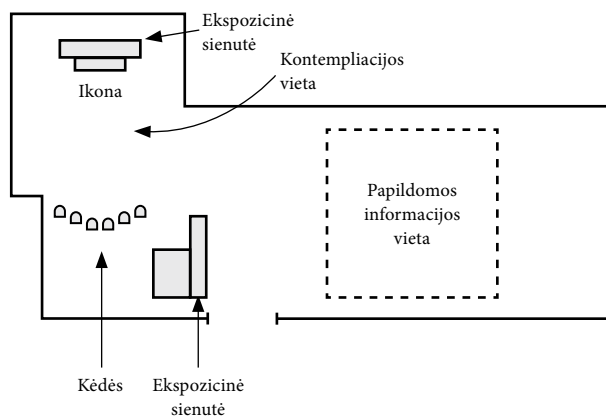 Ekspozicinė
sienutė
Ikona
Kontempliacijos
vieta
Papildomos
informacijos
vieta
Kėdės
Ekspozicinė
sienutė